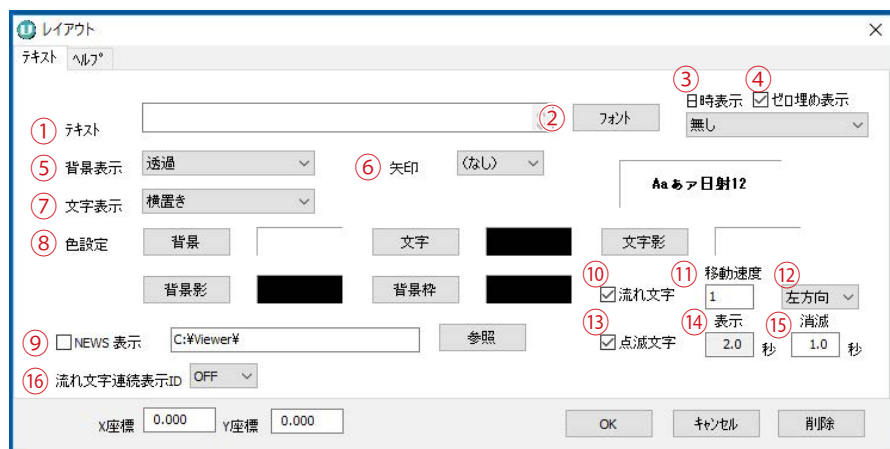 レイアウト
テキスト ヘルプ
③ ④
日時表示 ゼロ埋め表示
① テキスト ② フォント 無し
⑤ 背景表示 透過 ⑥ 矢印 (なし)
Aaあァ日射12
⑦ 文字表示 横置き
⑧ 色設定 背景 文字 文字影
背景影 背景枠 ⑩ 流れ文字 ⑪ 移動速度 1 ⑫ 左方向
⑨ NEWS 表示 C:¥Viewer¥ 参照 ⑬ 点滅文字 ⑭ 表示 2.0 秒 ⑮ 消滅 1.0 秒
⑯ 流れ文字連続表示ID OFF
X座標 0.000 Y座標 0.000 OK キャンセル 削除